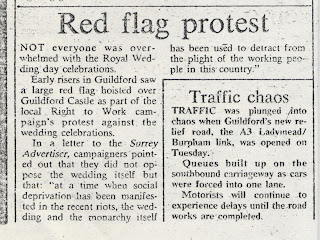 Red flag protest
NOT everyone was over-
whelmed with the Royal Wed-
ding day celebrations.
Early risers in Guildford saw
a large red flag hoisted over
Guildford Castle as part of the
local Right to Work cam-
paign's protest against the
wedding celebrations.
In a letter to the Surrey
Advertiser, campaigners point-
ed out that they did not op-
pose the wedding itself but
that: "at a time when social
deprivation has been manifes-
ted in the recent riots, the wed-
ding and the monarchy itself
has been used to detract from
the plight of the working peo-
ple in this country."
Traffic chaos
TRAFFIC was plunged into
chaos when Guildford's new re-
lief road, the A3 Ladymead/
Burpham link, was opened on
Tuesday.
Queues built up on the
southbound carriageway as cars
were forced into one lane.
Motorists will continue to
experience delays until the road
works are completed.